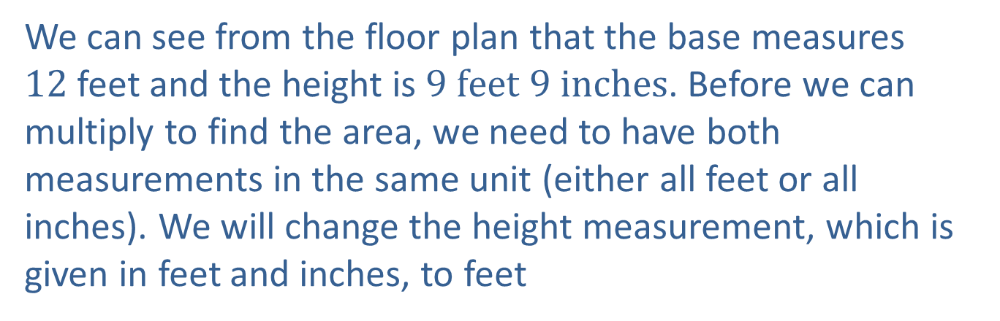 We can see from the floor plan that the base measures
12 feet and the height is 9 feet 9 inches. Before we can
multiply to find the area, we need to have both
measurements in the same unit (either all feet or all
inches). We will change the height measurement, which is
given in feet and inches, to feet